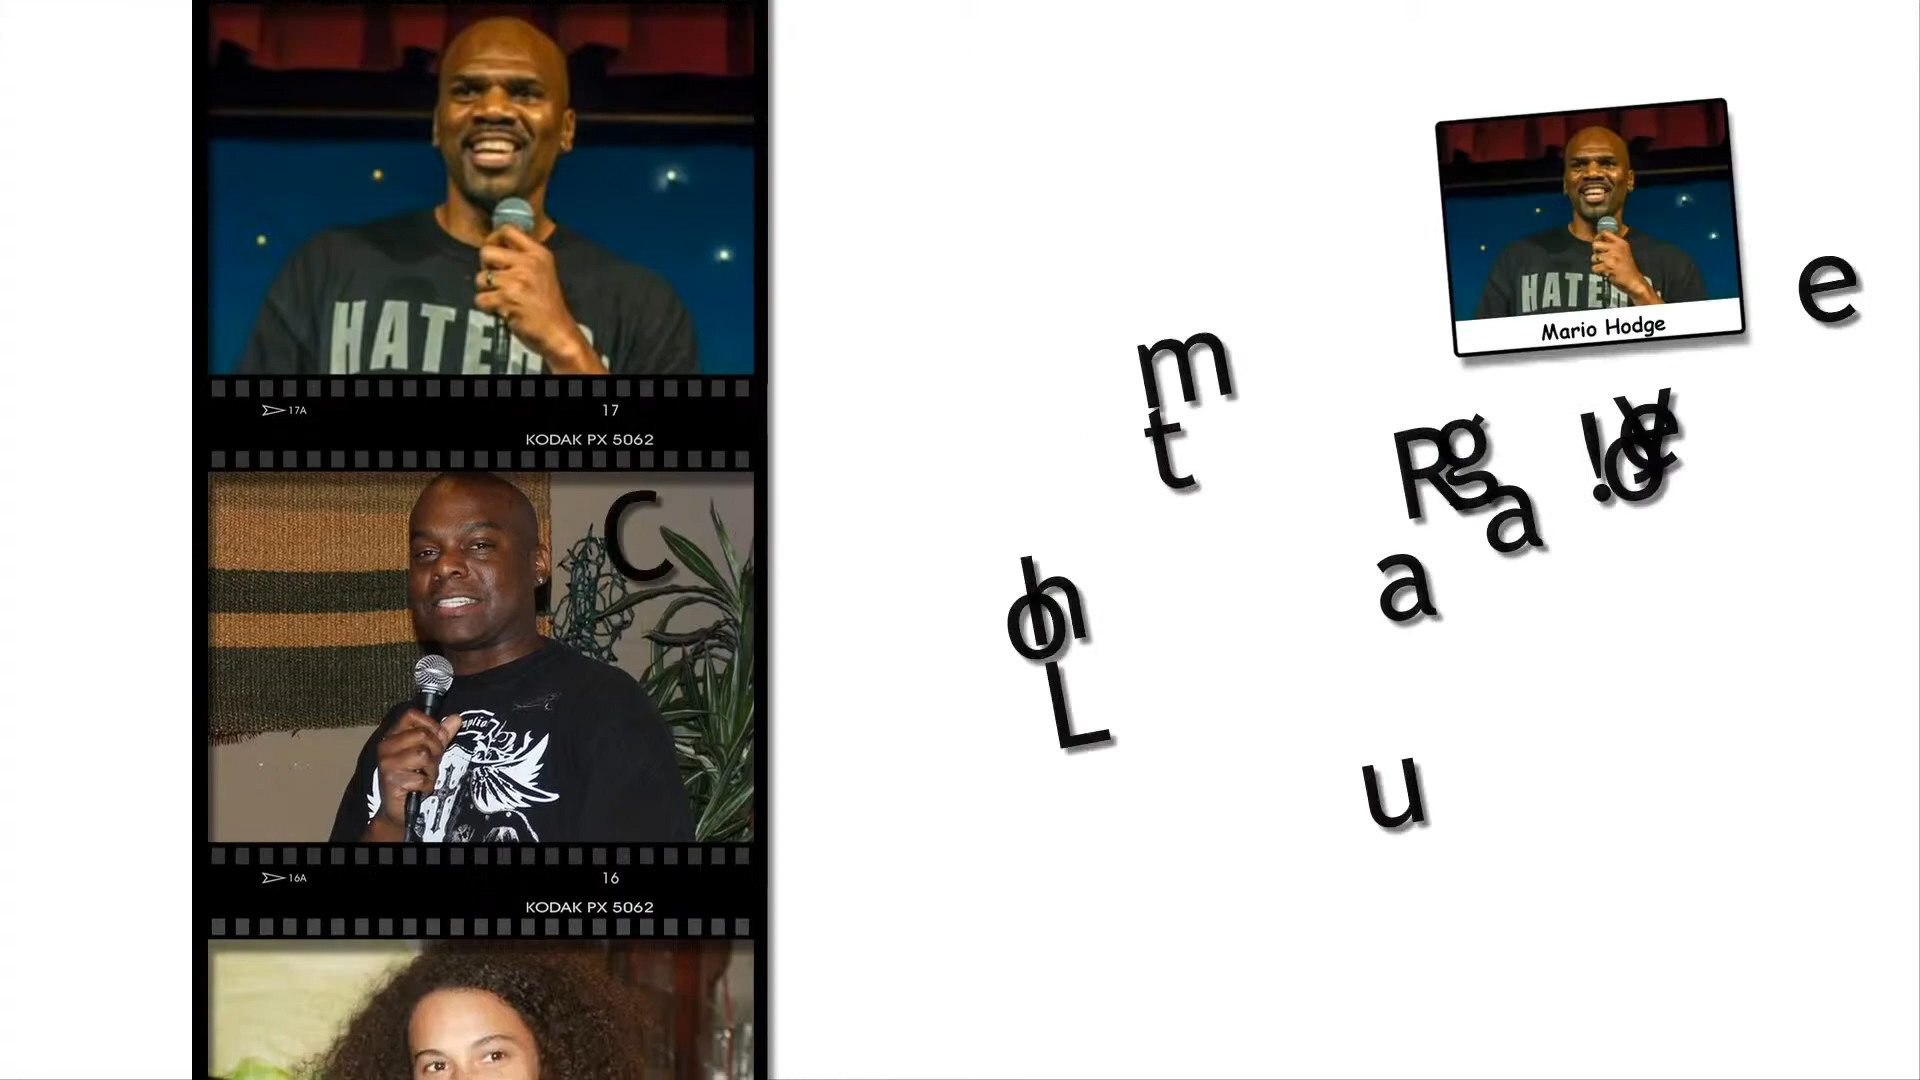 HATERS
17A
17
KODAK PX 5062
16A
16
KODAK PX 5062
HATE
Mario Hodge
e
m
t
R
g
a
!
o
y
e
C
a
h
o
L
u